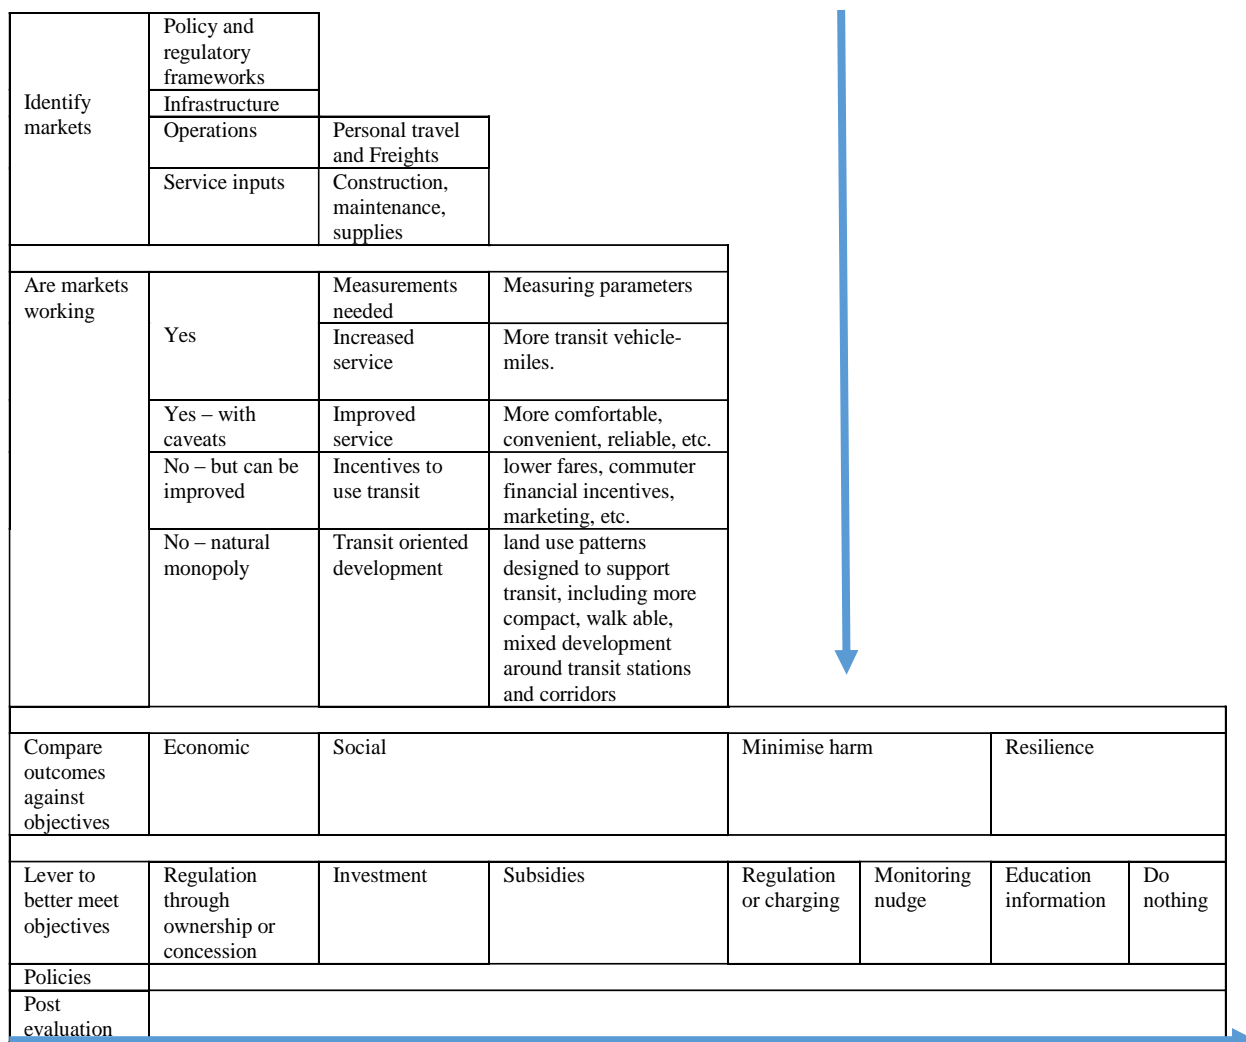 Identify
markets
Policy and
regulatory
frameworks
Infrastructure
Operations
Personal travel
and Freights
Service inputs
Construction,
maintenance,
supplies
Are markets
working
Yes
Measurements
needed
Measuring parameters
Increased
service
More transit vehicle-
miles.
Yes – with
caveats
Improved
service
More comfortable,
convenient, reliable, etc.
No – but can be
improved
Incentives to
use transit
lower fares, commuter
financial incentives,
marketing, etc.
No – natural
monopoly
Transit oriented
development
land use patterns
designed to support
transit, including more
compact, walk able,
mixed development
around transit stations
and corridors
Compare
outcomes
against
objectives
Economic
Social
Minimise harm
Resilience
Lever to
better meet
objectives
Regulation
through
ownership or
concession
Investment
Subsidies
Regulation
or charging
Monitoring
nudge
Education
information
Do
nothing
Policies
Post
evaluation